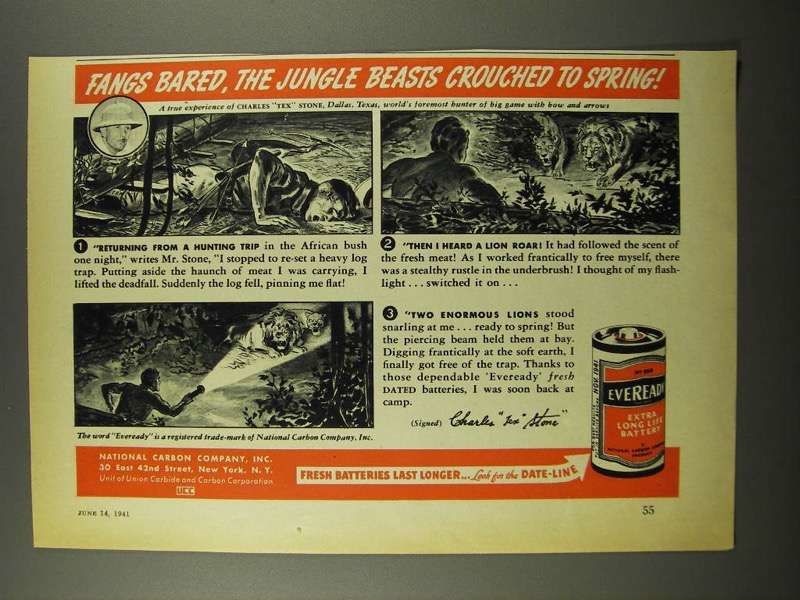 FANGS BARED, THE JUNGLE BEASTS CROUCHED TO SPRING!
A true experience of CHARLES "TEX" STONE, Dallas, Texas, world's foremost hunter of big game with bow and arrows
1 "RETURNING FROM A HUNTING TRIP in the African bush
one night," writes Mr. Stone, "I stopped to re-set a heavy log
trap. Putting aside the haunch of meat I was carrying, I
lifted the deadfall. Suddenly the log fell, pinning me flat!
2 "THEN I HEARD A LION ROAR! It had followed the scent of
the fresh meat! As I worked frantically to free myself, there
was a stealthy rustle in the underbrush! I thought of my flash-
light . . . switched it on . . .
3 "TWO ENORMOUS LIONS stood
snarling at me . . . ready to spring! But
the piercing beam held them at bay.
Digging frantically at the soft earth, I
finally got free of the trap. Thanks to
those dependable 'Eveready' fresh
DATED batteries, I was soon back at
camp.
(Signed) Charles "Tex" Stone"
The word "Eveready" is a registered trade-mark of National Carbon Company, Inc.
EVEREADY
EXTRA
LONG LIFE
BATTERY
NATIONAL CARBON COMPANY, INC.
30 East 42nd Street, New York, N. Y.
Unit of Union Carbide and Carbon Corporation
UCC
FRESH BATTERIES LAST LONGER... Look for the DATE-LINE
JUNE 14, 1941
55